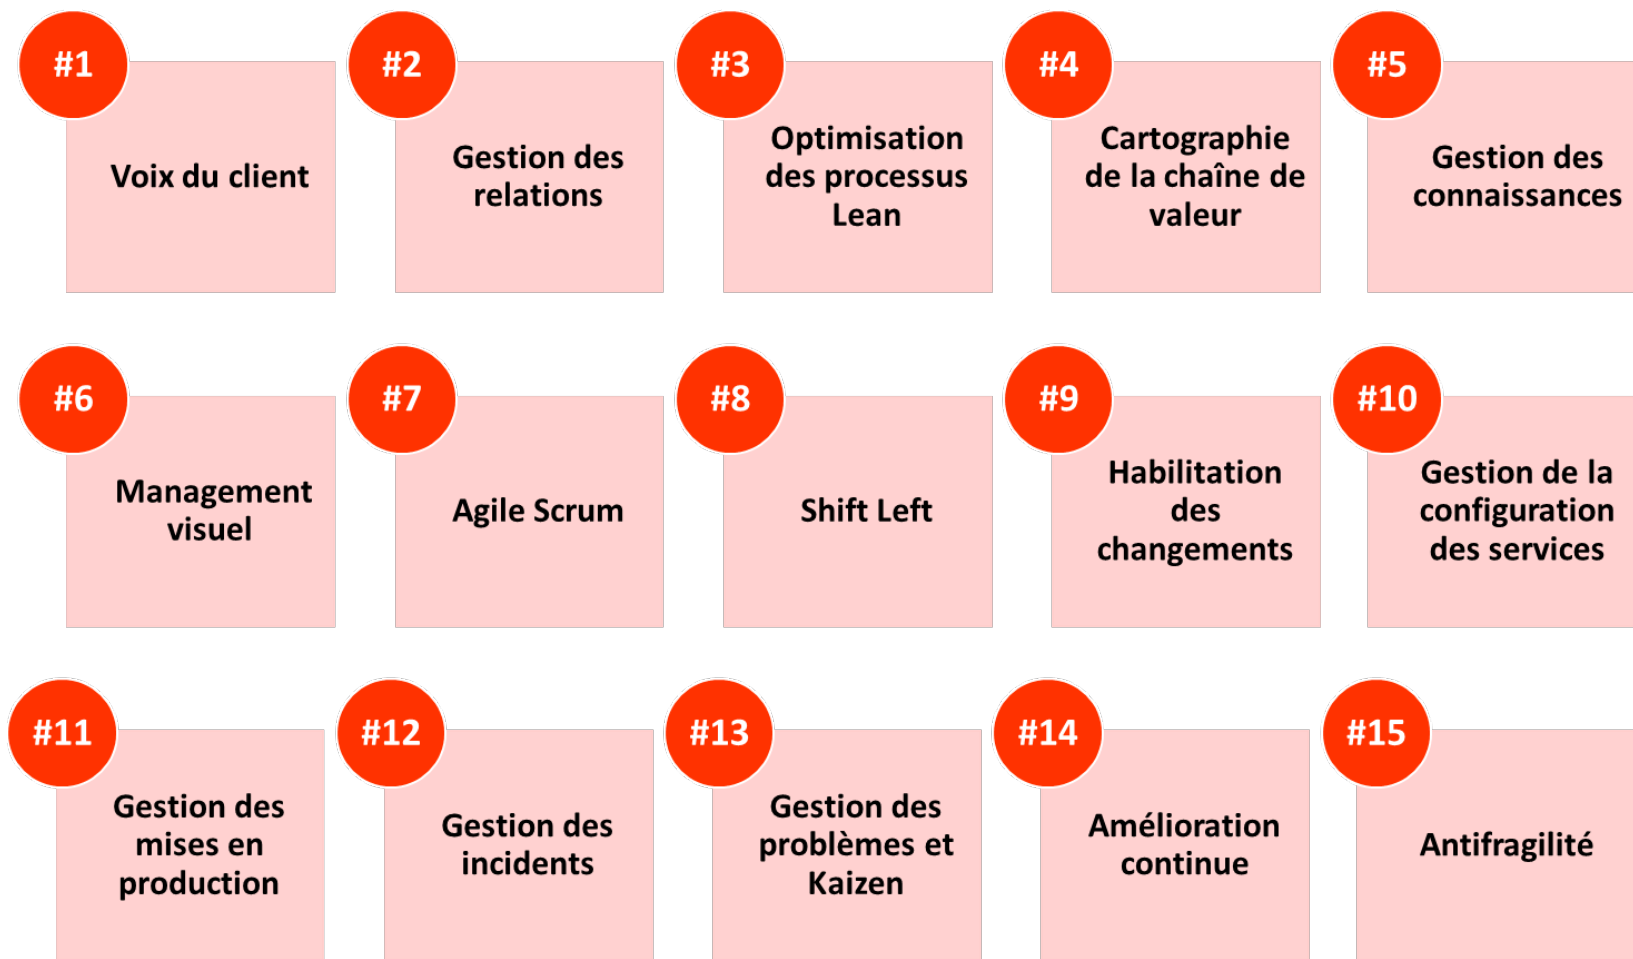 #1
Voix du client
#2
Gestion des
relations
#3
Optimisation
des processus
Lean
#4
Cartographie
de la chaîne de
valeur
#5
Gestion des
connaissances
#6
Management
visuel
#7
Agile Scrum
#8
Shift Left
#9
Habilitation
des
changements
#10
Gestion de la
configuration
des services
#11
Gestion des
mises en
production
#12
Gestion des
incidents
#13
Gestion des
problèmes et
Kaizen
#14
Amélioration
continue
#15
Antifragilité